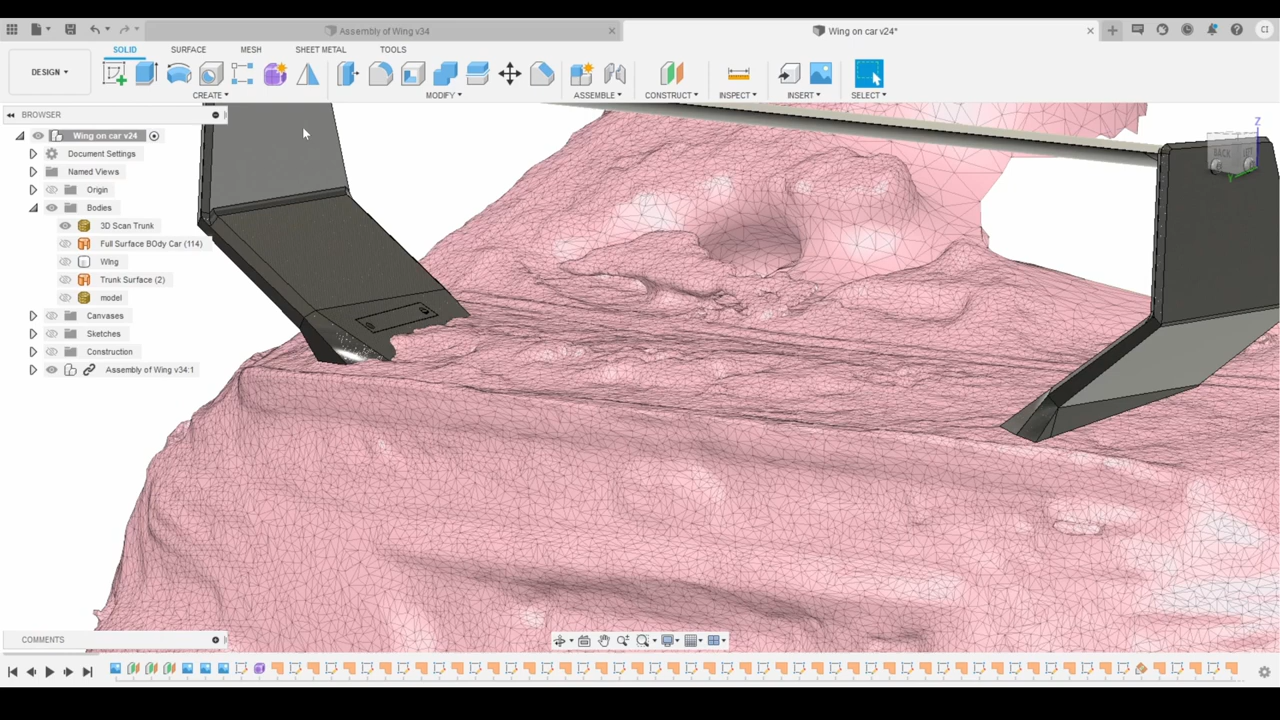 Assembly of Wing v34
Wing on car v24*
CI
DESIGN
SOLID
SURFACE
MESH
SHEET METAL
TOOLS
CREATE
MODIFY
ASSEMBLE
CONSTRUCT
INSPECT
INSERT
SELECT
BROWSER
Wing on car v24
Document Settings
Named Views
Origin
Bodies
3D Scan Trunk
Full Surface BOdy Car (114)
Wing
Trunk Surface (2)
model
Canvases
Sketches
Construction
Assembly of Wing v34:1
Z
BACK
Y
COMMENTS